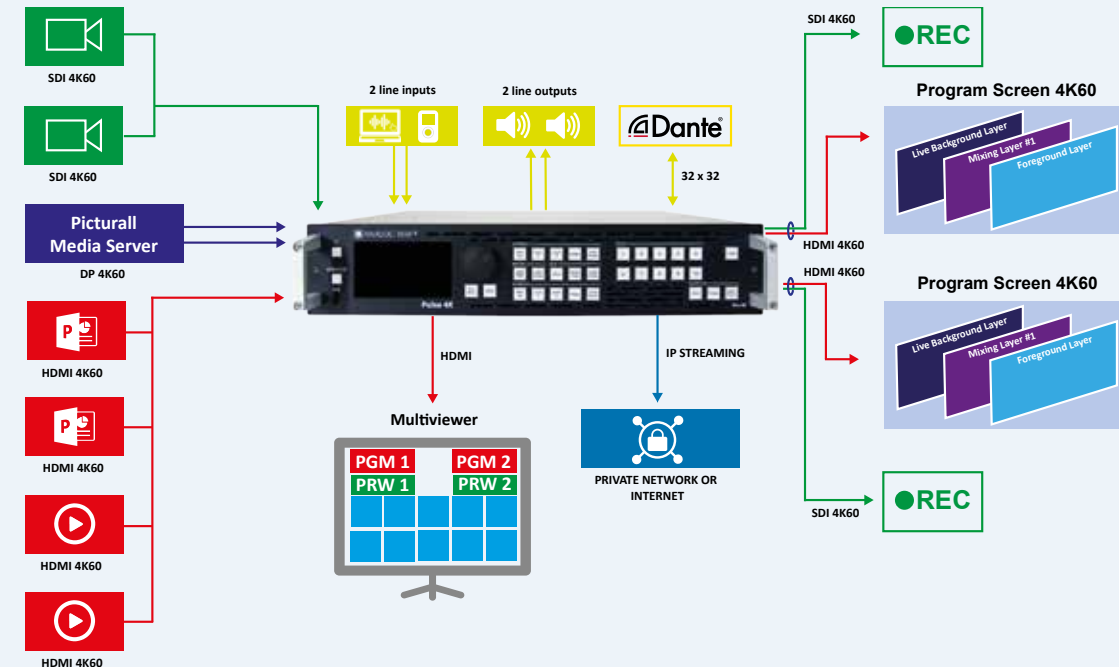 SDI 4K60
SDI 4K60
Picturall
Media Server
DP 4K60
P
HDMI 4K60
P
HDMI 4K60
HDMI 4K60
HDMI 4K60
2 line inputs
2 line outputs
Dante
32 x 32
Pulse 4K
HDMI
Multiviewer
PGM 1 PGM 2
PRW 1 PRW 2
IP STREAMING
PRIVATE NETWORK OR
INTERNET
SDI 4K60
REC
Program Screen 4K60
Live Background Layer
Mixing Layer #1
Foreground Layer
HDMI 4K60
HDMI 4K60
Program Screen 4K60
Live Background Layer
Mixing Layer #1
Foreground Layer
SDI 4K60
REC